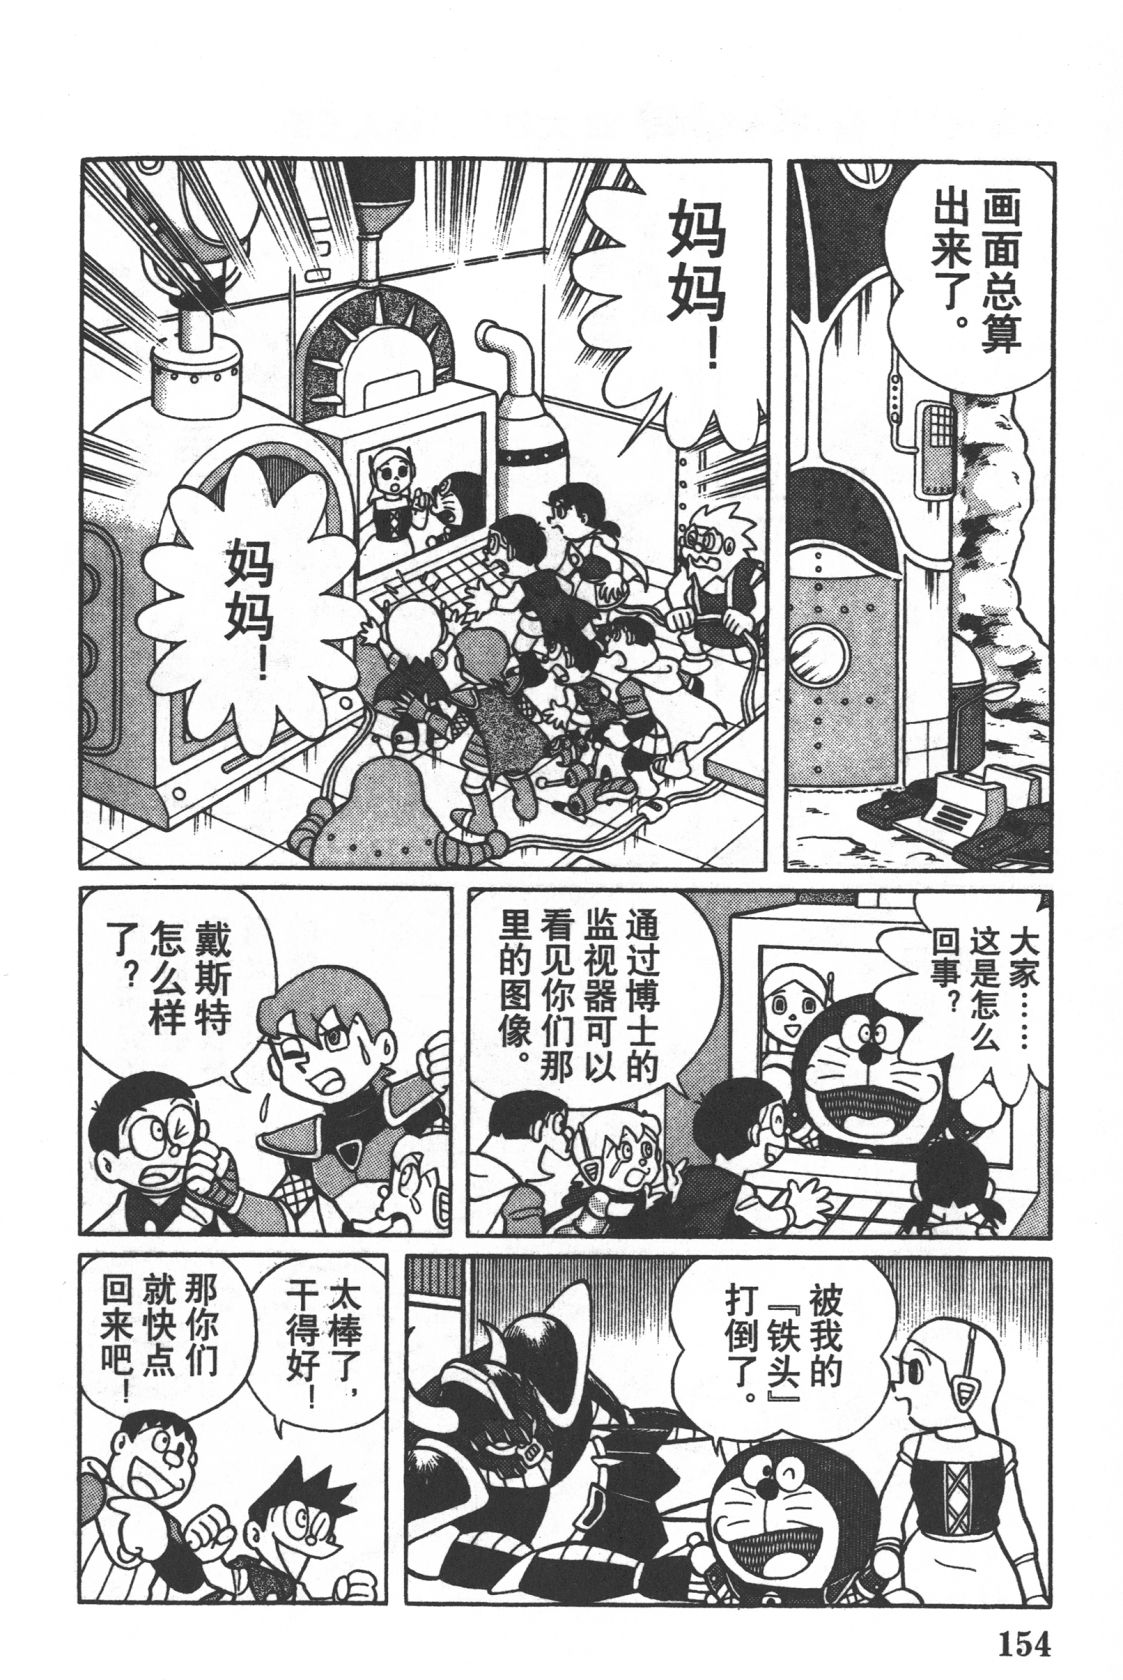 画面总算
出来了。
妈妈！
妈妈！
大家……
这是怎么
回事？
通过博士的
监视器可以
看见你们那
里的图像。
戴斯特
怎么样
了？
被我的
『铁头』
打倒了。
太棒了，
干得好！
那你们
就快点
回来吧！
154